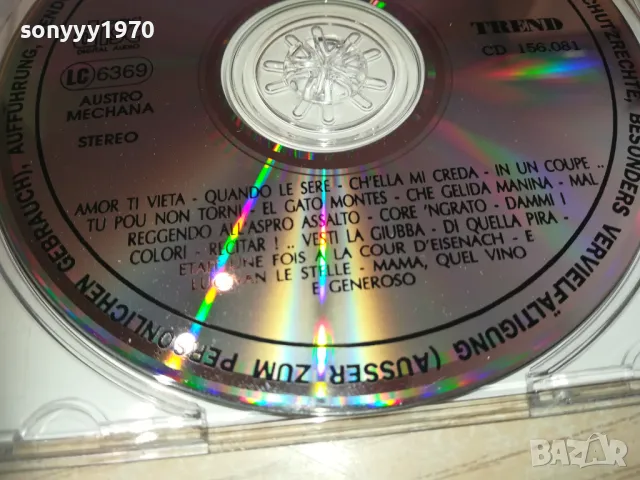 sonyyy1970
TREND
CD 156.081
LC 6369
AUSTRO
MECHANA
STEREO
AMOR TI VIETA - QUANDO LE SERE - CH'ELLA MI CREDA - IN UN COUPE ..
TU POU NON TORNI - EL GATO MONTES - CHE GELIDA MANINA - MAL
REGGENDO ALL'ASPRO ASSALTO - CORE 'NGRATO - DAMMI I
COLORI - RECITAR ! .. VESTI LA GIUBBA - DI QUELLA PIRA -
ETAIT UNE FOIS A LA COUR D'EISENACH - E
LUCEVAN LE STELLE - MAMA, QUEL VINO
E GENEROSO
SCHUTZRECHTE, BESONDERS VERVIELFÄLTIGUNG (AUSSER ZUM PERSÖNLICHEN GEBRAUCH), AUFFÜHRUNG,
BAZAR